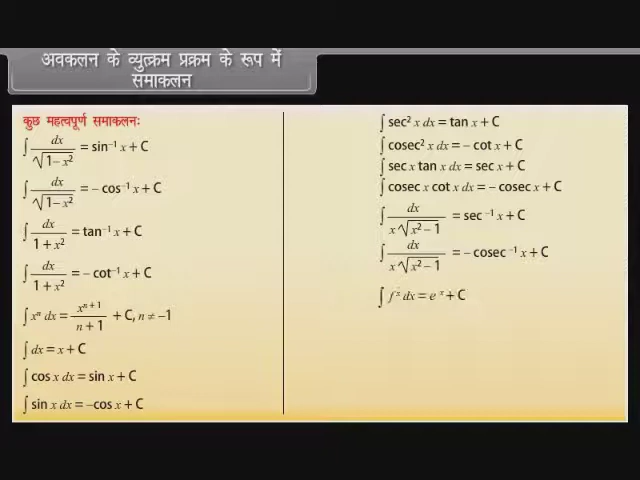 अवकलन के व्युत्क्रम प्रक्रम के रूप में
समाकलन
कुछ महत्वपूर्ण समाकलनः
∫ dx/√(1−x²) = sin⁻¹ x + C
∫ dx/√(1−x²) = − cos⁻¹ x + C
∫ dx/(1 + x²) = tan⁻¹ x + C
∫ dx/(1 + x²) = − cot⁻¹ x + C
∫ xⁿ dx = xⁿ⁺¹/(n + 1) + C, n ≠ −1
∫ dx = x + C
∫ cos x dx = sin x + C
∫ sin x dx = −cos x + C
∫ sec² x dx = tan x + C
∫ cosec² x dx = − cot x + C
∫ sec x tan x dx = sec x + C
∫ cosec x cot x dx = − cosec x + C
∫ dx/(x√(x² − 1)) = sec⁻¹ x + C
∫ dx/(x√(x² − 1)) = − cosec⁻¹ x + C
∫ fˣ dx = eˣ + C